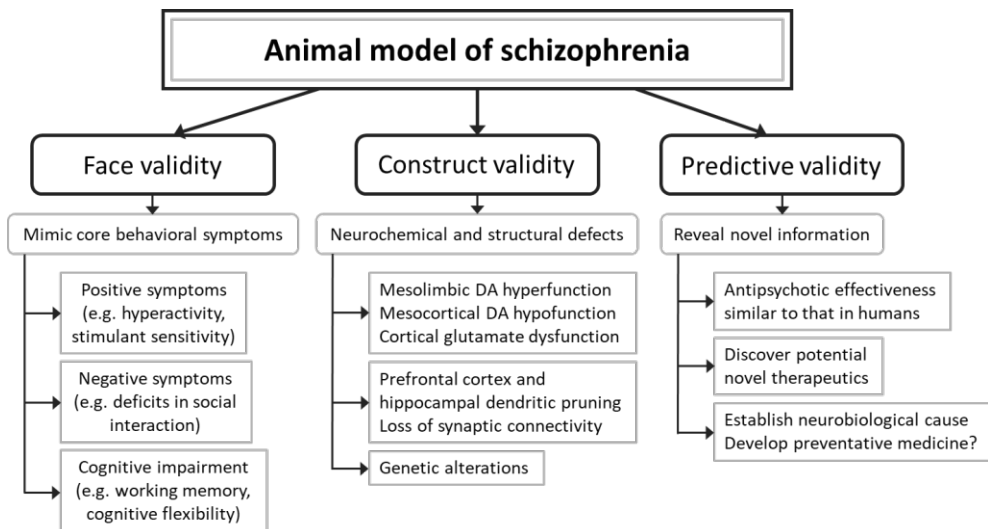 Animal model of schizophrenia
Face validity
Mimic core behavioral symptoms
Positive symptoms
(e.g. hyperactivity,
stimulant sensitivity)
Negative symptoms
(e.g. deficits in social
interaction)
Cognitive impairment
(e.g. working memory,
cognitive flexibility)
Construct validity
Neurochemical and structural defects
Mesolimbic DA hyperfunction
Mesocortical DA hypofunction
Cortical glutamate dysfunction
Prefrontal cortex and
hippocampal dendritic pruning
Loss of synaptic connectivity
Genetic alterations
Predictive validity
Reveal novel information
Antipsychotic effectiveness
similar to that in humans
Discover potential
novel therapeutics
Establish neurobiological cause
Develop preventative medicine?